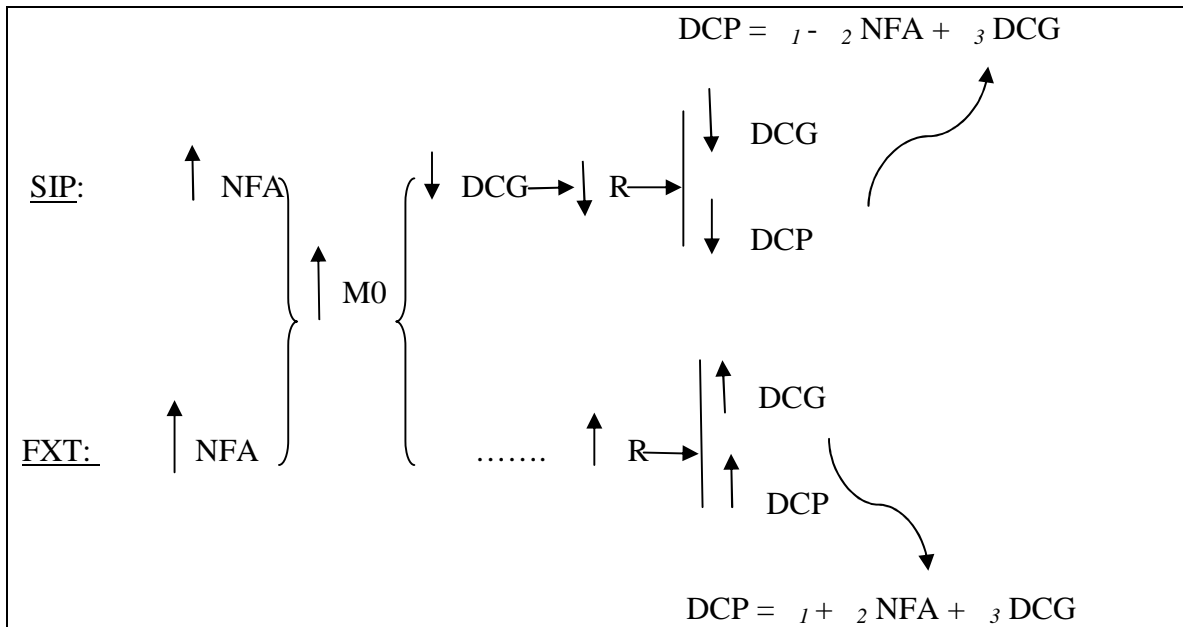 DCP = 1 - 2 NFA + 3 DCG
DCG
SIP: NFA DCG R
DCP
M0
DCG
FXT: NFA ....... R
DCP
DCP = 1 + 2 NFA + 3 DCG